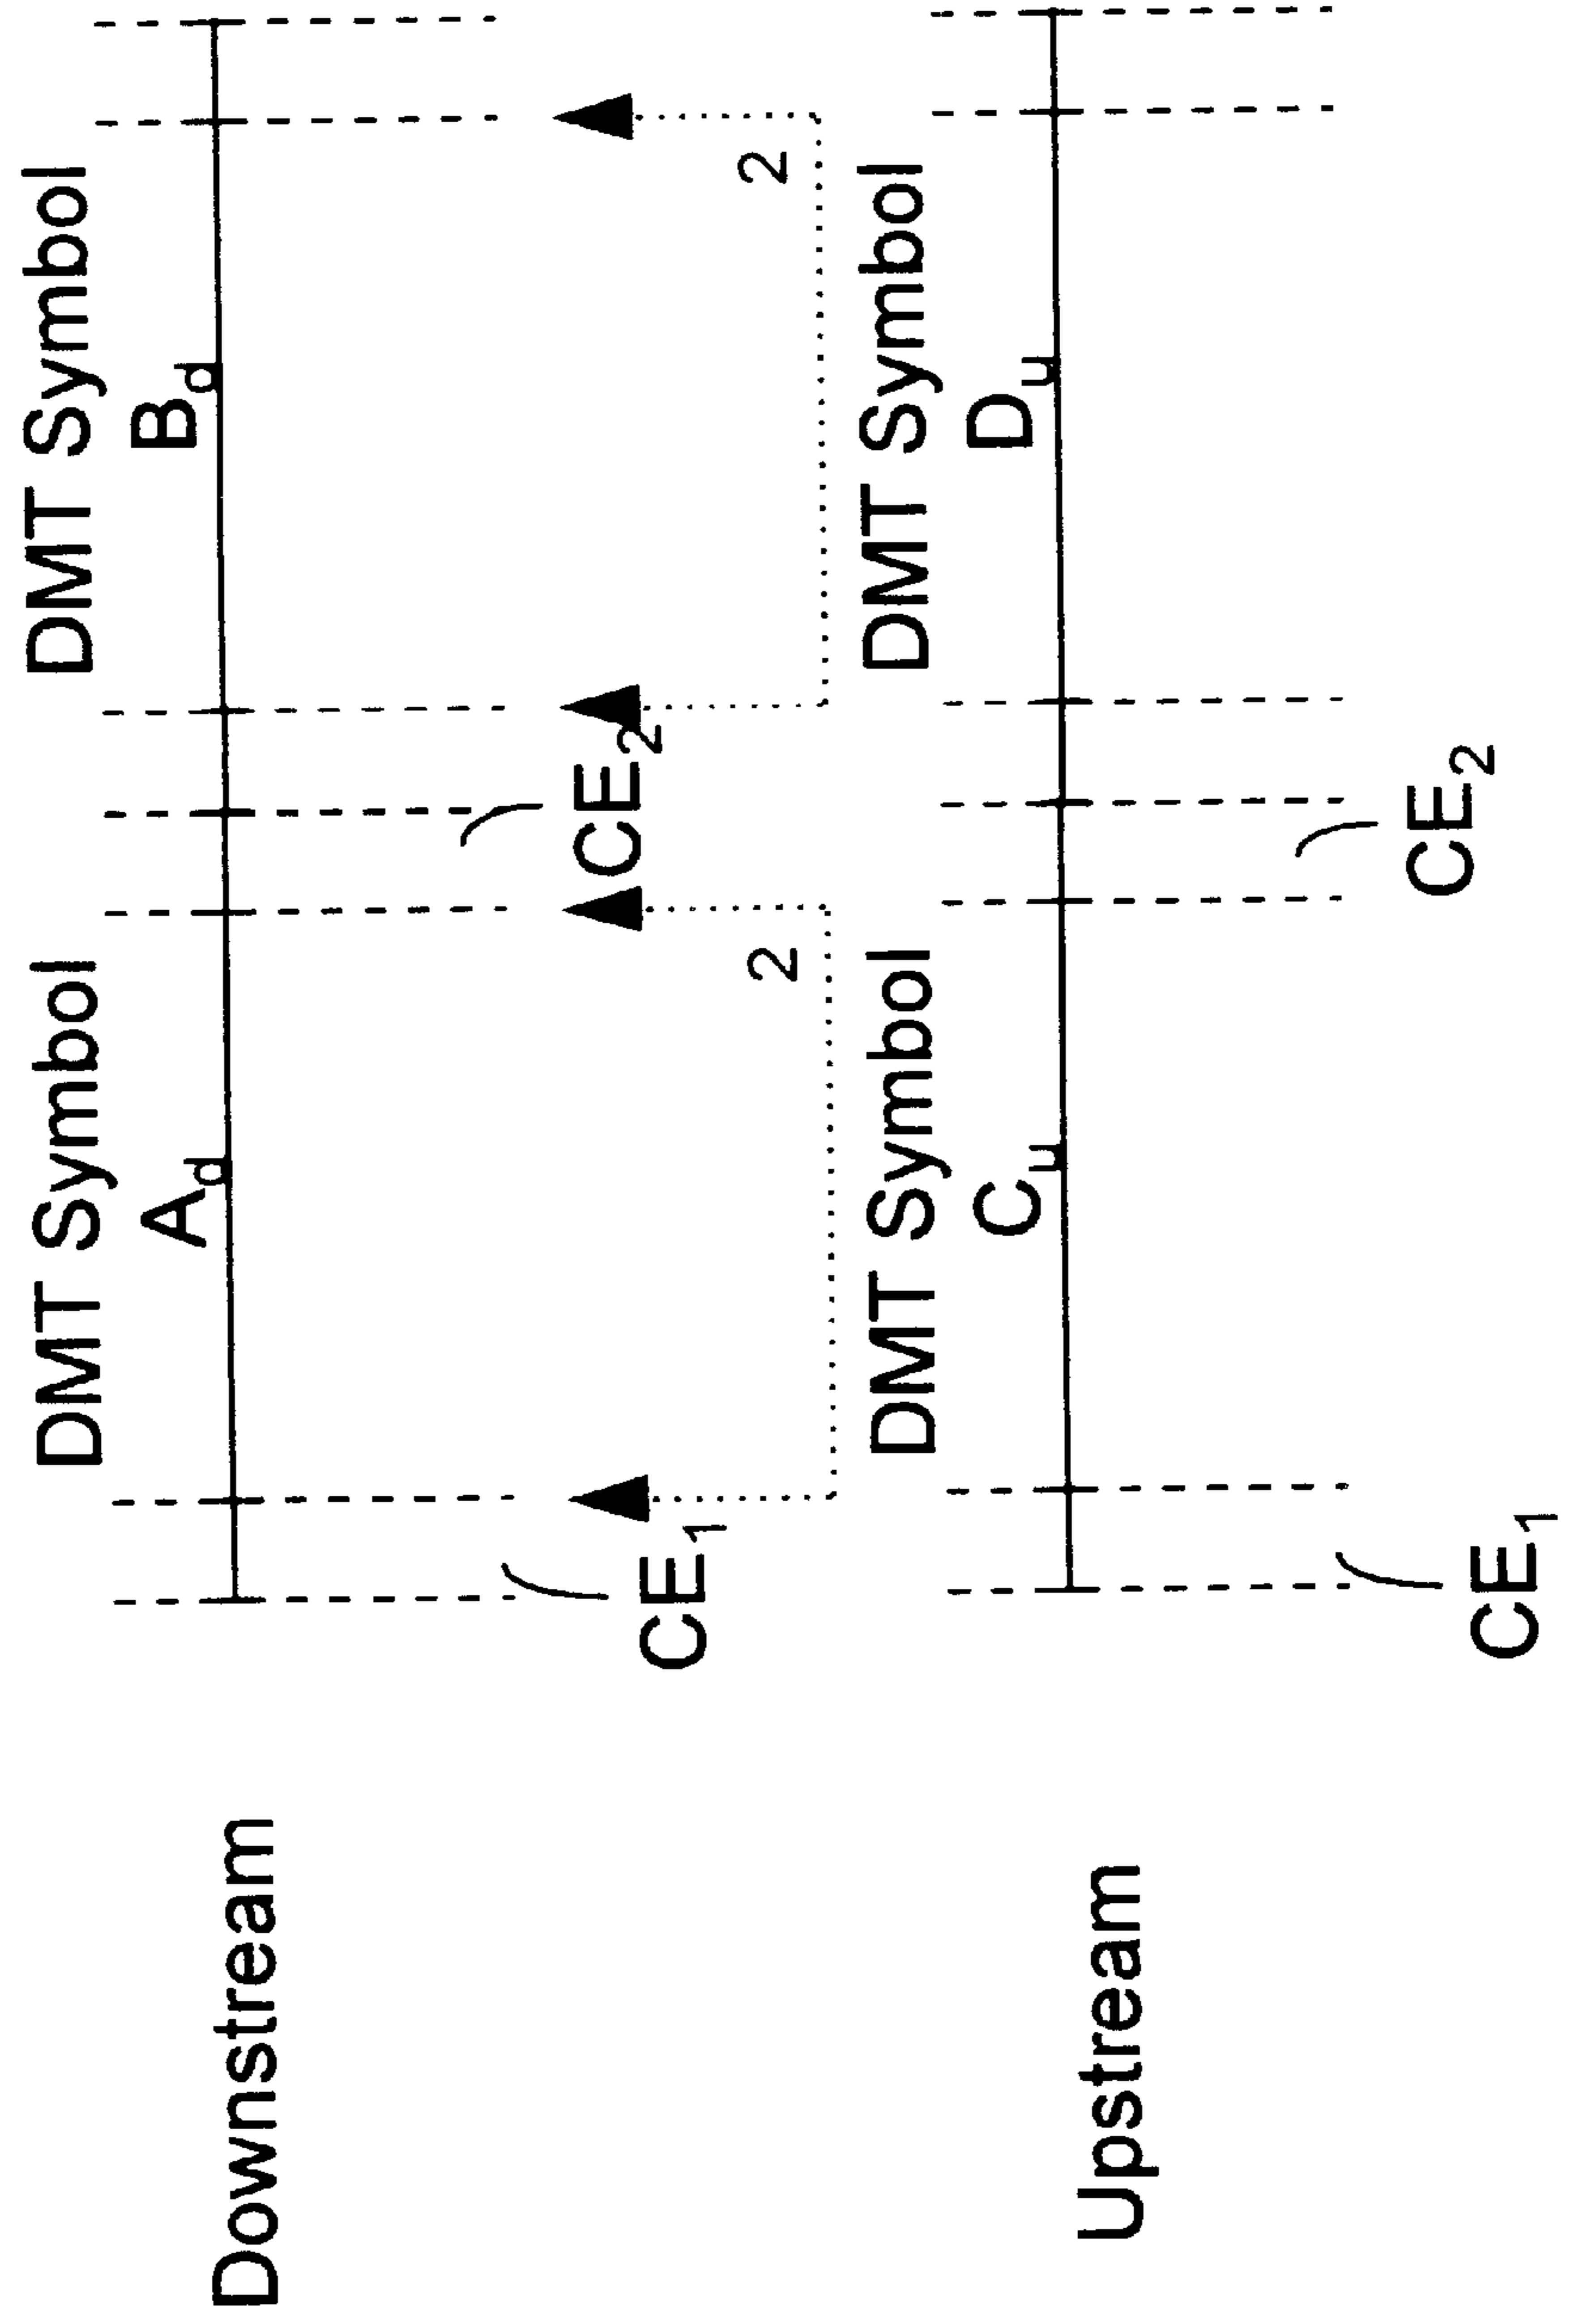 DMT Symbol
DMT Symbol
A_d
B_d
Downstream
CE_2
CE_1
2
2
DMT Symbol
DMT Symbol
C_u
D_u
Upstream
CE_2
CE_1